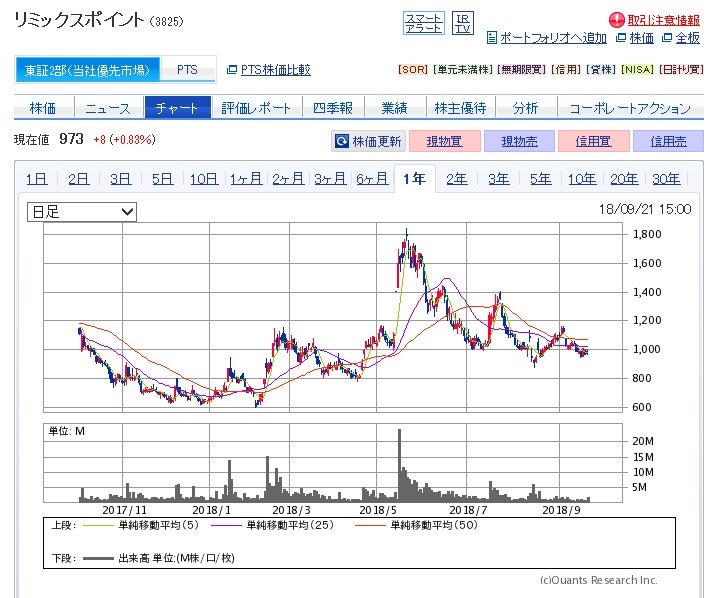 リミックスポイント (3825)
スマート アラート
IR TV
取引注意情報
ポートフォリオへ追加 株価 全板
東証2部(当社優先市場) PTS PTS株価比較
[SOR] [単元未満株] [無期限買] [信用] [貸株] [NISA] [日計り買]
株価 ニュース チャート 評価レポート 四季報 業績 株主優待 分析 コーポレートアクション
現在値 973 +8 (+0.83%) 株価更新 現物買 現物売 信用買 信用売
1日 2日 3日 5日 10日 1ヶ月 2ヶ月 3ヶ月 6ヶ月 1年 2年 3年 5年 10年 20年 30年
日足 18/09/21 15:00
1,800
1,600
1,400
1,200
1,000
800
600
単位: M
20M
15M
10M
5M
2017/11 2018/1 2018/3 2018/5 2018/7 2018/9
上段: 単純移動平均(5) 単純移動平均(25) 単純移動平均(50)
下段: 出来高 単位:(M株/口/枚)
(c)Quants Research Inc.